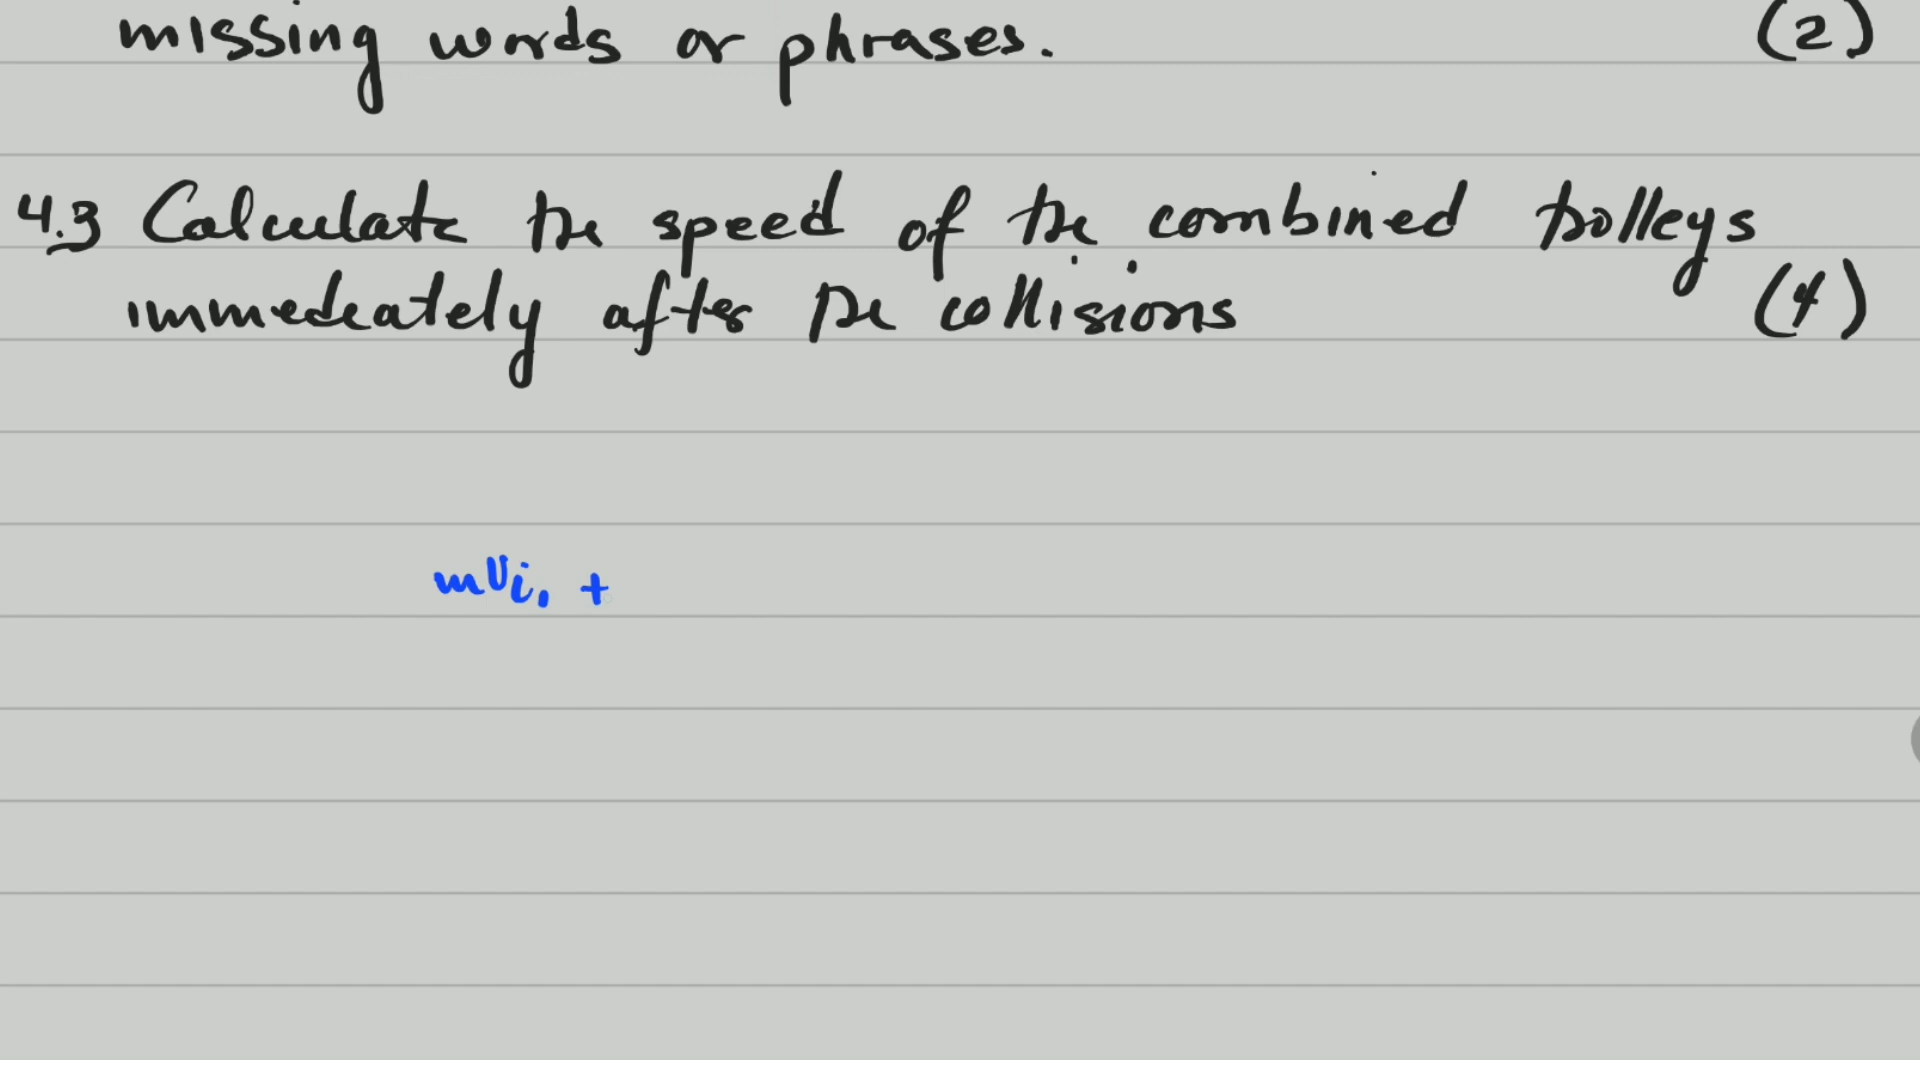 missing words or phrases. (2)
4.3 Calculate the speed of the combined trolleys
immedeately after the collisions (4)
mvi, +